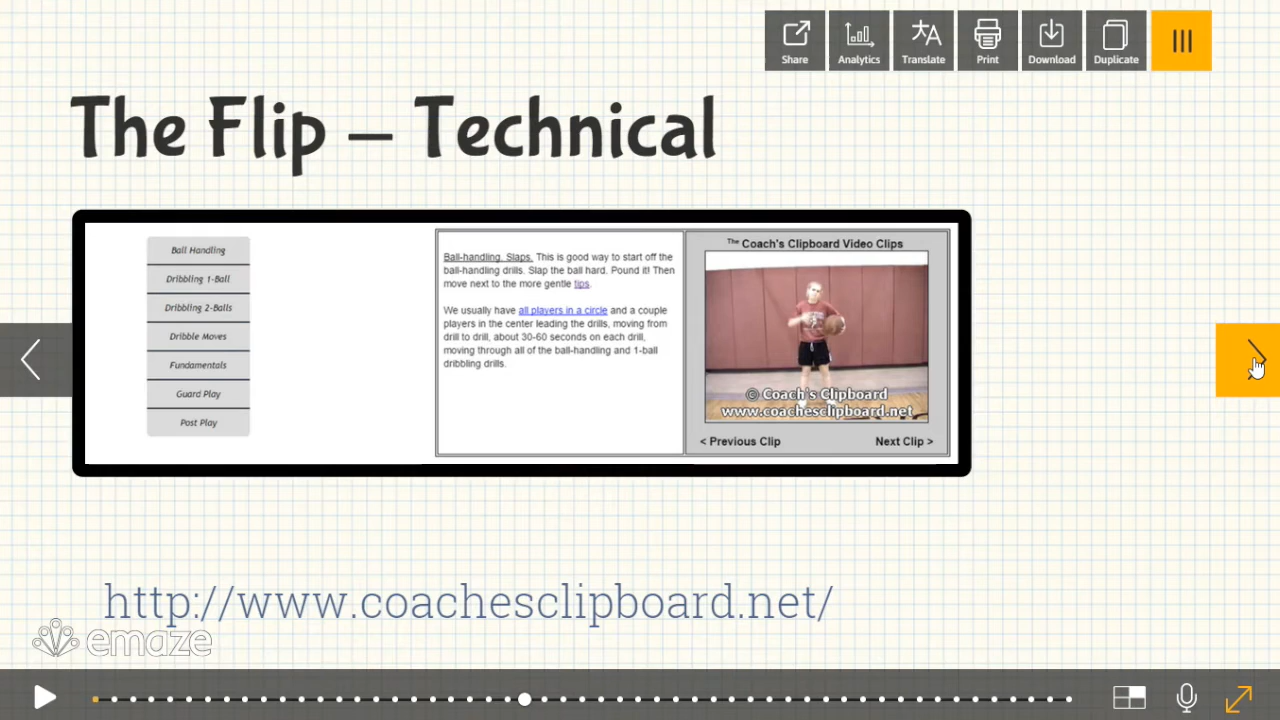 Share
Analytics
Translate
Print
Download
Duplicate
The Flip – Technical
Ball Handling
Dribbling 1-Ball
Dribbling 2-Balls
Dribble Moves
Fundamentals
Guard Play
Post Play
Ball-handling. Slaps. This is good way to start off the
ball-handling drills. Slap the ball hard. Pound it! Then
move next to the more gentle tips.
We usually have all players in a circle and a couple
players in the center leading the drills, moving from
drill to drill, about 30-60 seconds on each drill,
moving through all of the ball-handling and 1-ball
dribbling drills.
The Coach's Clipboard Video Clips
© Coach's Clipboard
www.coachesclipboard.net
< Previous Clip
Next Clip >
http://www.coachesclipboard.net/
emaze